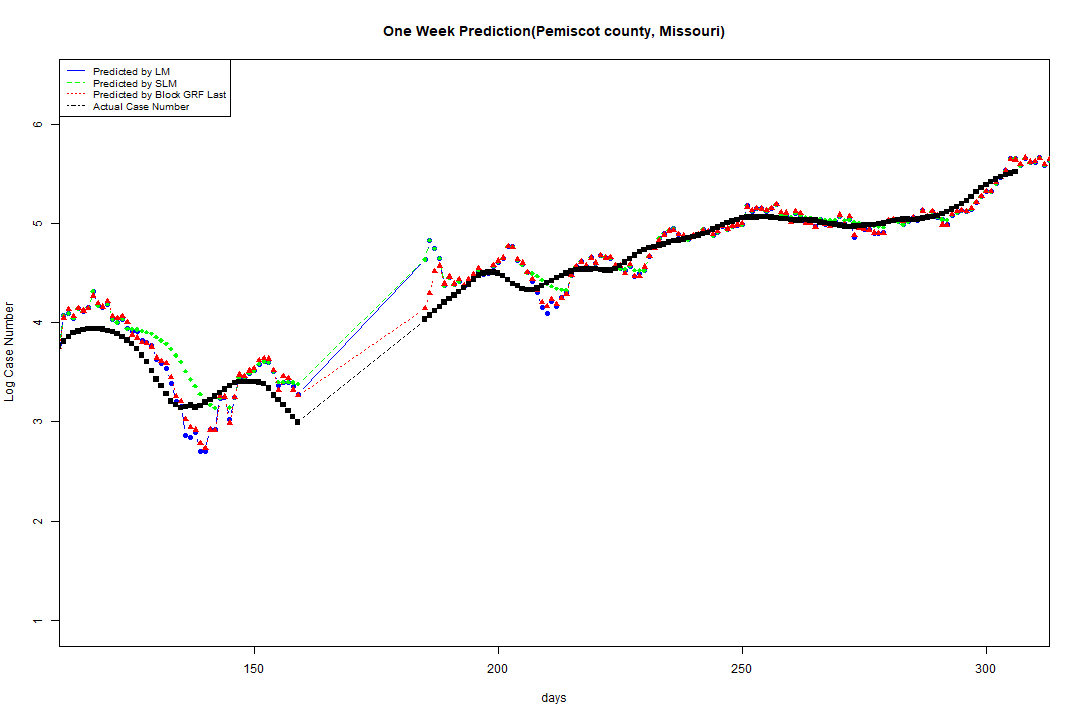 One Week Prediction(Pemiscot county, Missouri)
Predicted by LM
Predicted by SLM
Predicted by Block GRF Last
Actual Case Number
6
5
4
3
2
1
Log Case Number
150
200
250
300
days